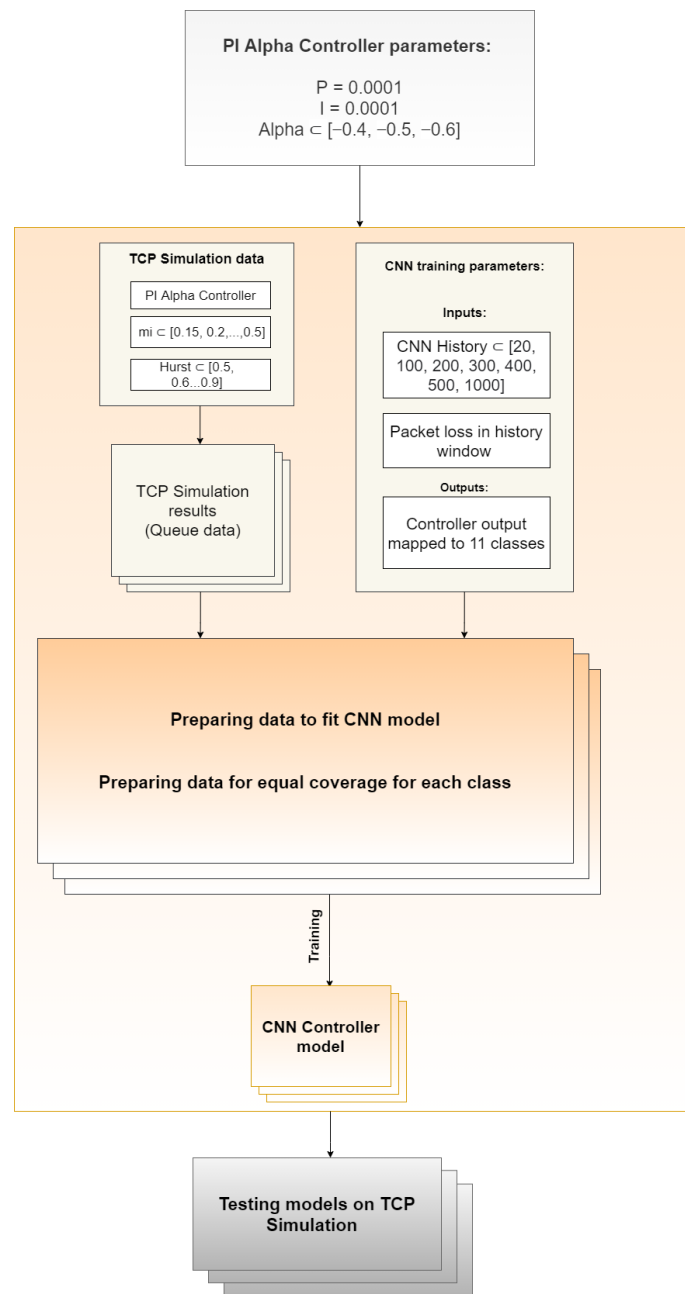 PI Alpha Controller parameters:
P = 0.0001
I = 0.0001
Alpha ⊂ [−0.4, −0.5, −0.6]
TCP Simulation data
PI Alpha Controller
mi ⊂ [0.15, 0.2,...,0.5]
Hurst ⊂ [0.5,
0.6...0.9]
TCP Simulation
results
(Queue data)
CNN training parameters:
Inputs:
CNN History ⊂ [20,
100, 200, 300, 400,
500, 1000]
Packet loss in history
window
Outputs:
Controller output
mapped to 11 classes
Preparing data to fit CNN model
Preparing data for equal coverage for each class
Training
CNN Controller
model
Testing models on TCP
Simulation